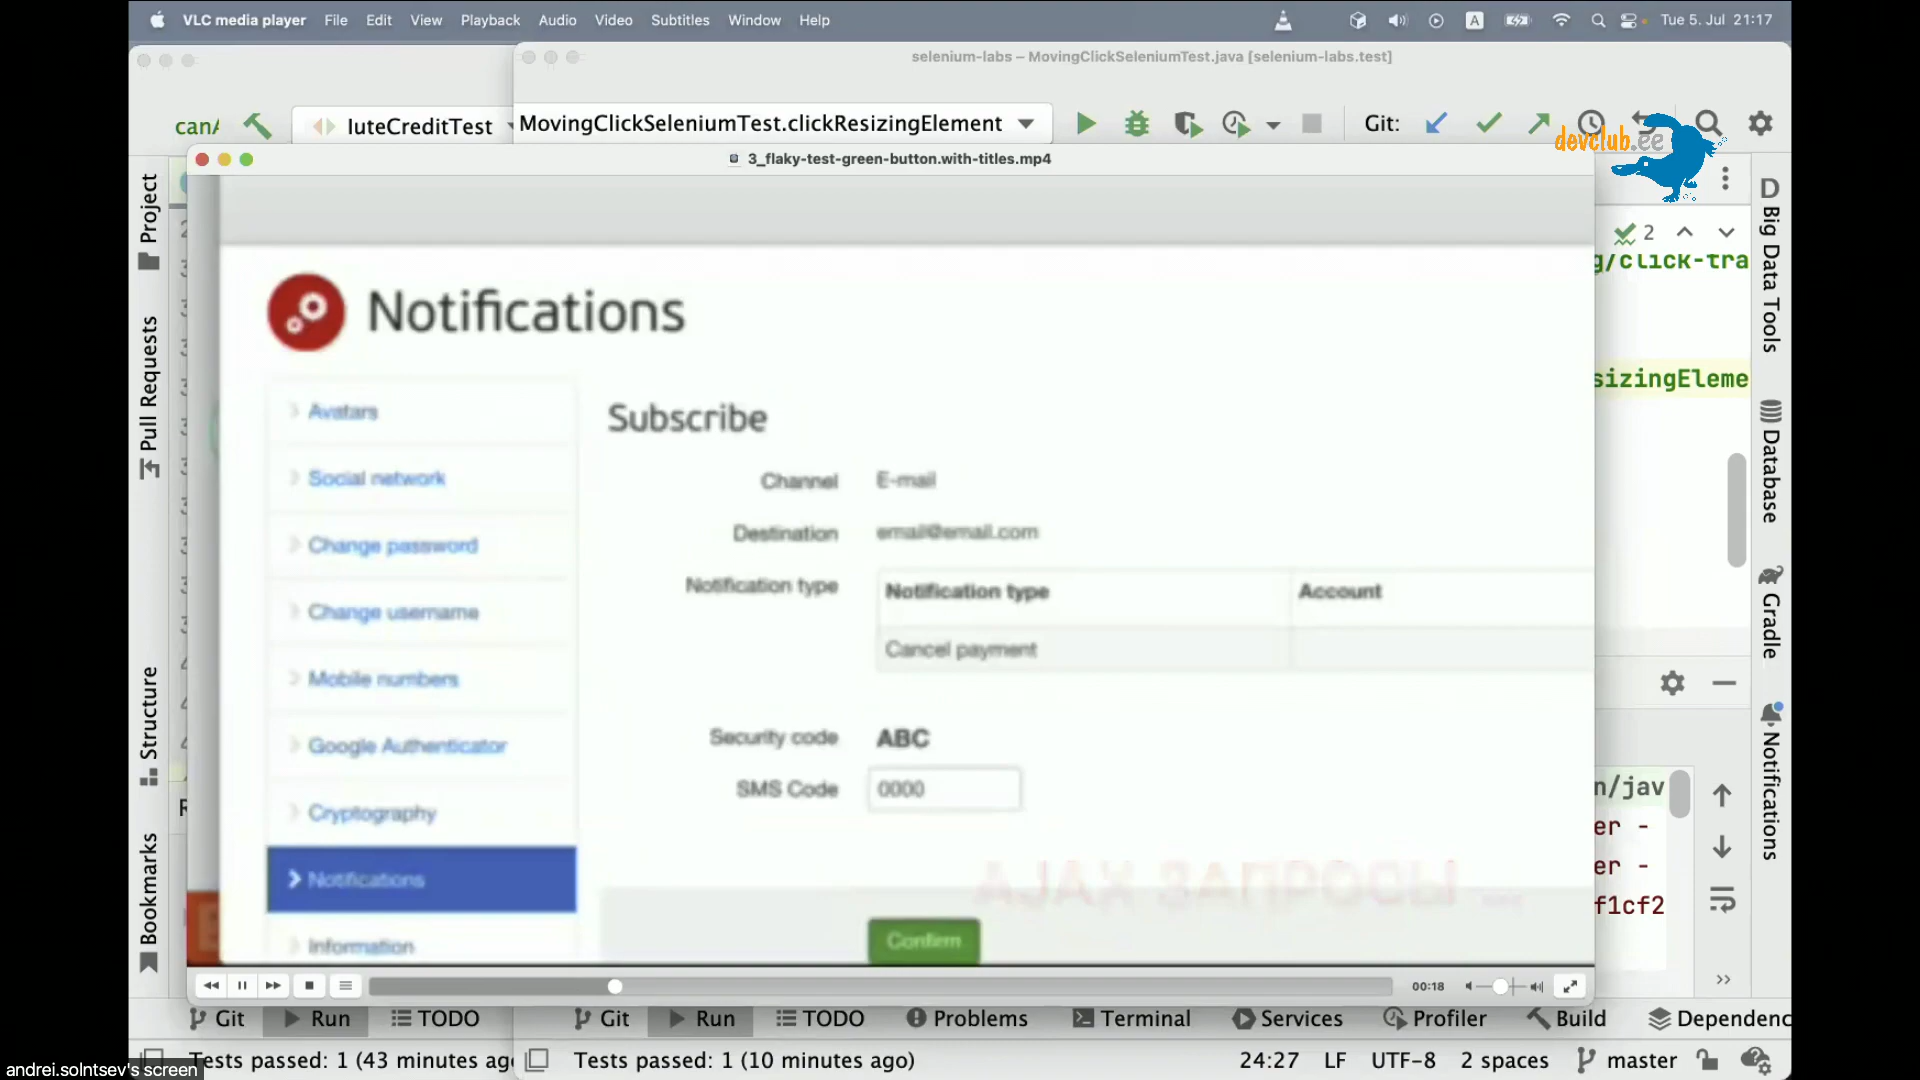 VLC media player File Edit View Playback Audio Video Subtitles Window Help
A
Tue 5. Jul 21:17
selenium-labs – MovingClickSeleniumTest.java [selenium-labs.test]
canA
luteCreditTest
MovingClickSeleniumTest.clickResizingElement
Git:
devclub.ee
3_flaky-test-green-button.with-titles.mp4
Project
Pull Requests
Structure
Bookmarks
Notifications
Avatars
Social network
Change password
Change username
Mobile numbers
Google Authenticator
Cryptography
Notifications
Information
Subscribe
Channel E-mail
Destination email@email.com
Notification type
Notification type Account
Cancel payment
Security code ABC
SMS Code 0000
AJAX ЗАПРОСЫ ...
Confirm
2
g/click-tra
sizingEleme
n/jav
er -
er -
f1cf2
D
Big Data Tools
Database
Gradle
Notifications
00:18
Git Run TODO
Git Run TODO Problems Terminal Services Profiler Build Dependenc
Tests passed: 1 (43 minutes ago
Tests passed: 1 (10 minutes ago)
24:27 LF UTF-8 2 spaces master
andrei.solntsev's screen